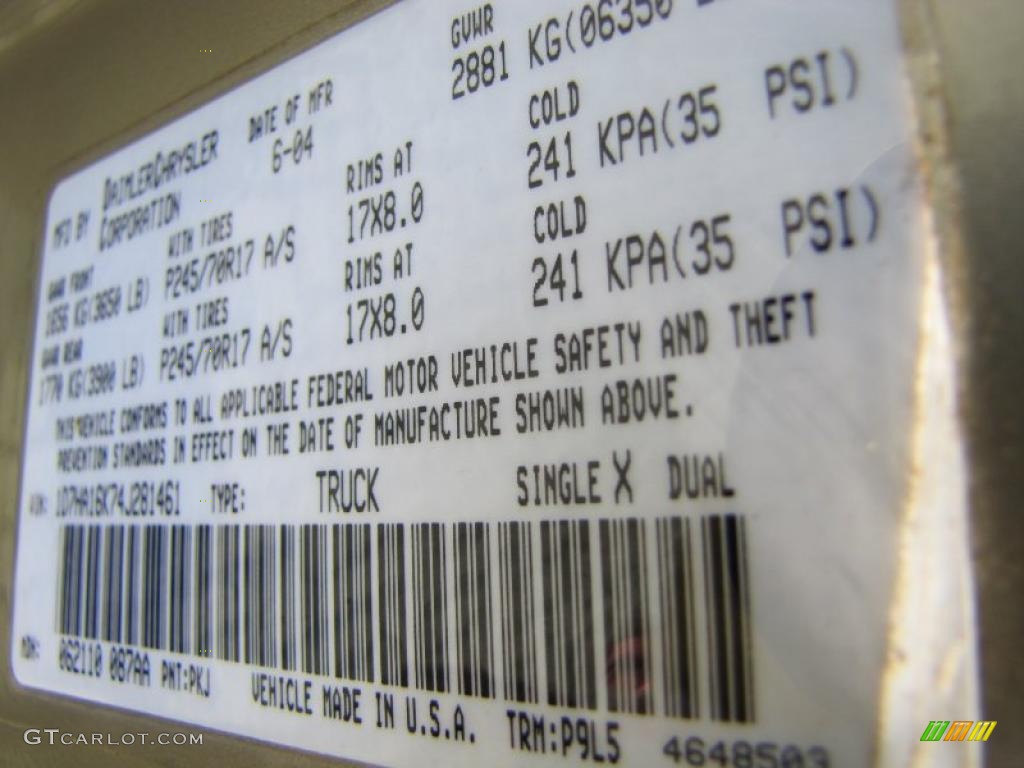 GVWR
2881 KG(06350
MFD BY DAIMLERCHRYSLER CORPORATION
DATE OF MFR
6-04
GAWR FRONT
1656 KG(3650 LB)
WITH TIRES
P245/70R17 A/S
RIMS AT
17X8.0
COLD
241 KPA(35 PSI)
GAWR REAR
1770 KG(3900 LB)
WITH TIRES
P245/70R17 A/S
RIMS AT
17X8.0
COLD
241 KPA(35 PSI)
THIS VEHICLE CONFORMS TO ALL APPLICABLE FEDERAL MOTOR VEHICLE SAFETY AND THEFT
PREVENTION STANDARDS IN EFFECT ON THE DATE OF MANUFACTURE SHOWN ABOVE.
VIN: 1D7HA16K74J281461 TYPE: TRUCK SINGLE X DUAL
MDH: 062110 087AA PNT:PKJ
VEHICLE MADE IN U.S.A. TRM:P9L5 4648503
GTCARLOT.COM